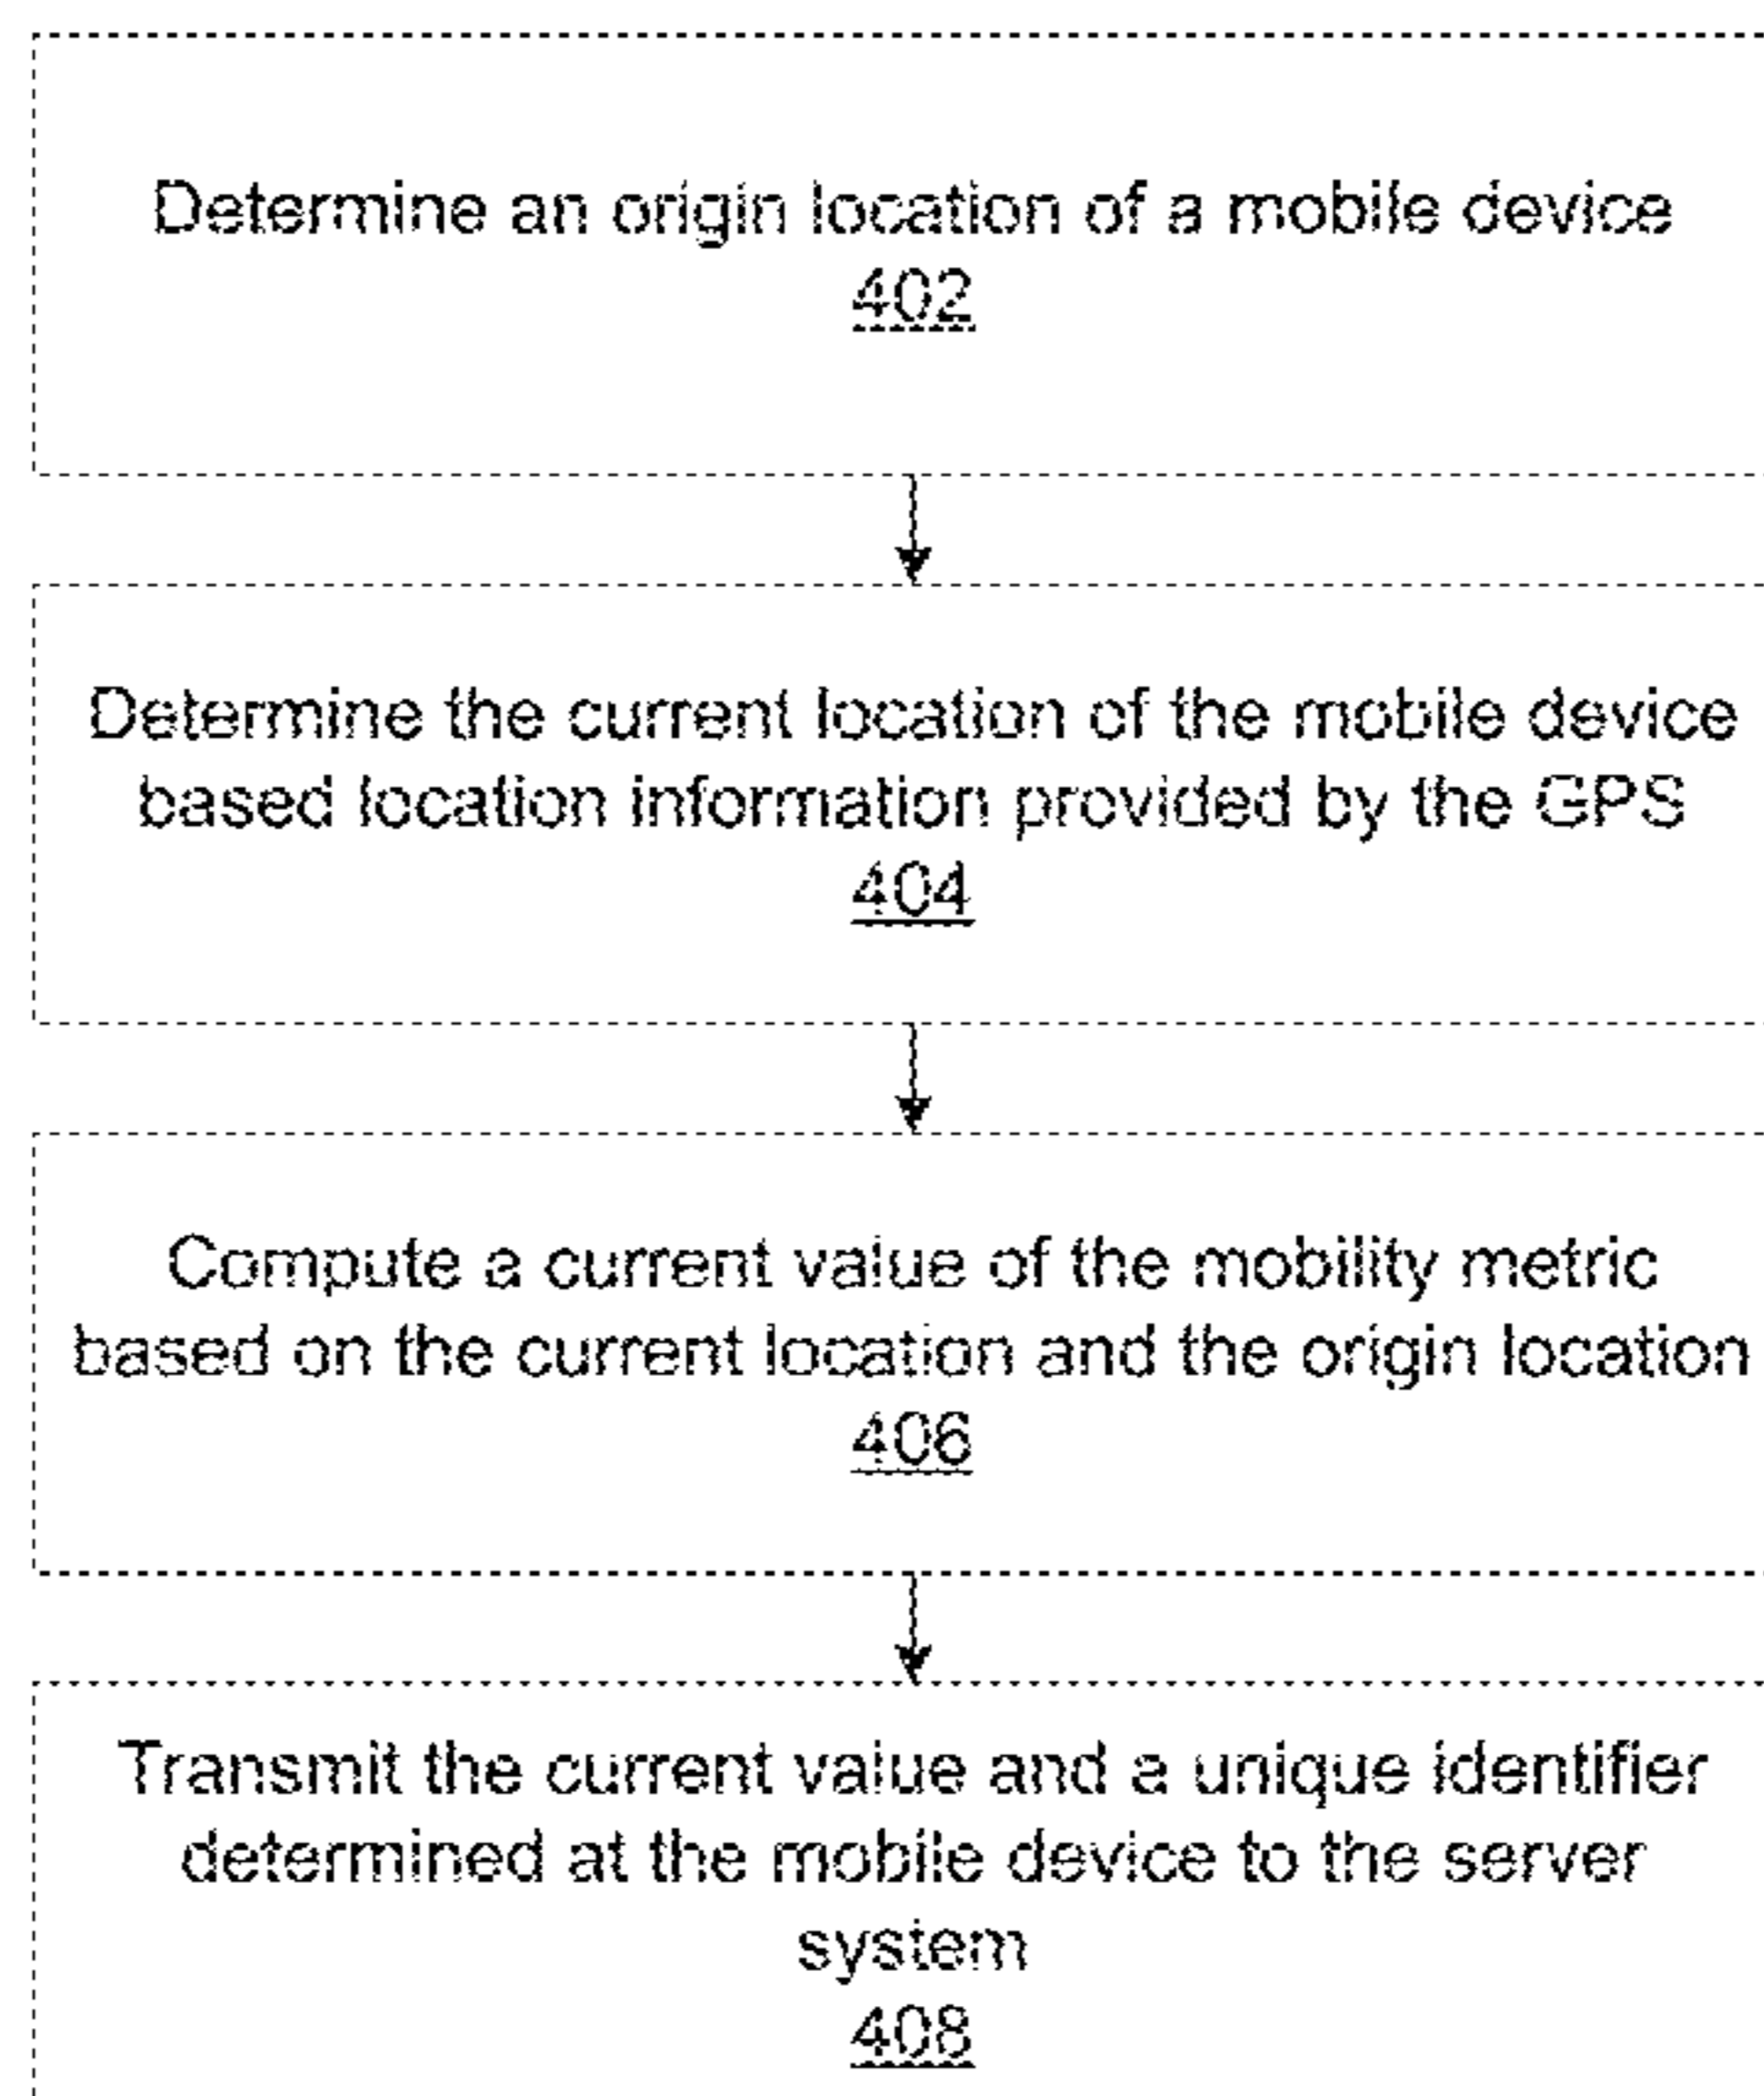 Determine an origin location of a mobile device
402
Determine the current location of the mobile device
based location information provided by the GPS
404
Compute a current value of the mobility metric
based on the current location and the origin location
406
Transmit the current value and a unique identifier
determined at the mobile device to the server
system
408